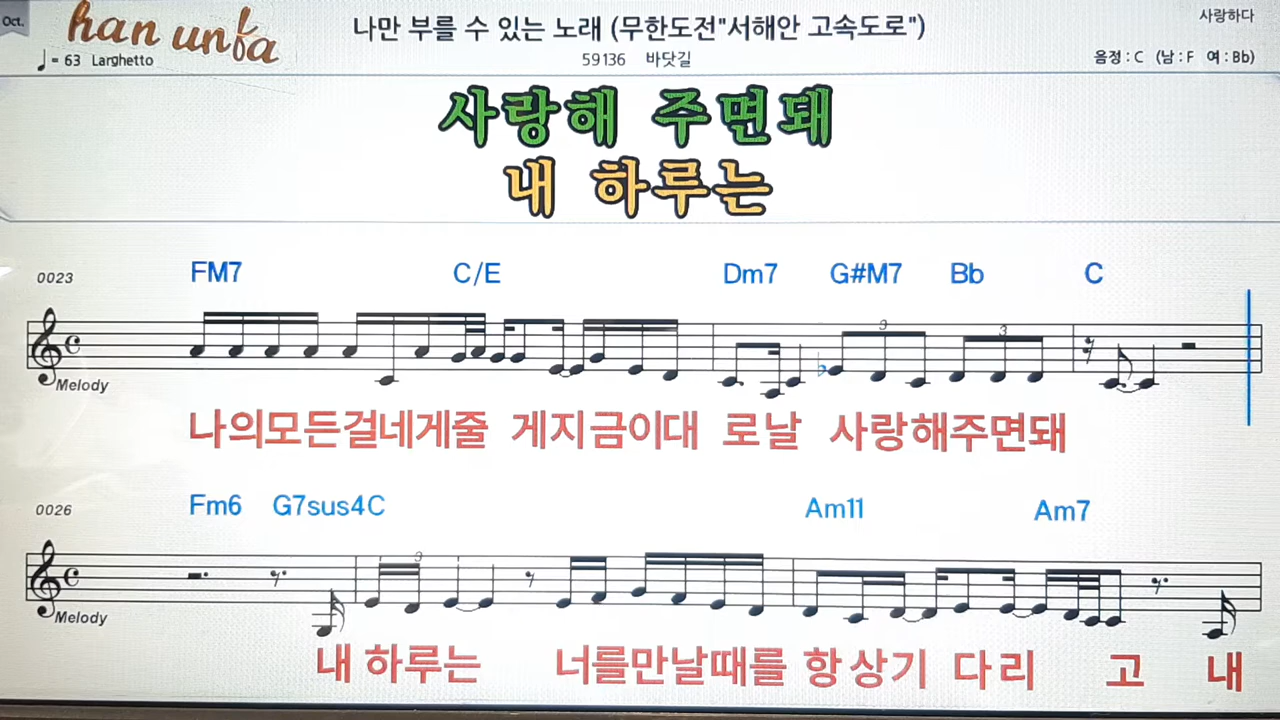 Oct.
han unfa
나만 부를 수 있는 노래 (무한도전"서해안 고속도로")
사랑하다
♩= 63 Larghetto
59136 바닷길
음정 : C (남 : F 여 : Bb)
사랑해 주면돼
내 하루는
0023 FM7 C/E Dm7 G#M7 Bb C
3 3
Melody
나의모든걸네게줄 게지금이대 로날 사랑해주면돼
0026 Fm6 G7sus4C Am11 Am7
3
Melody
내 하루는 너를만날때를 항상기 다리 고 내